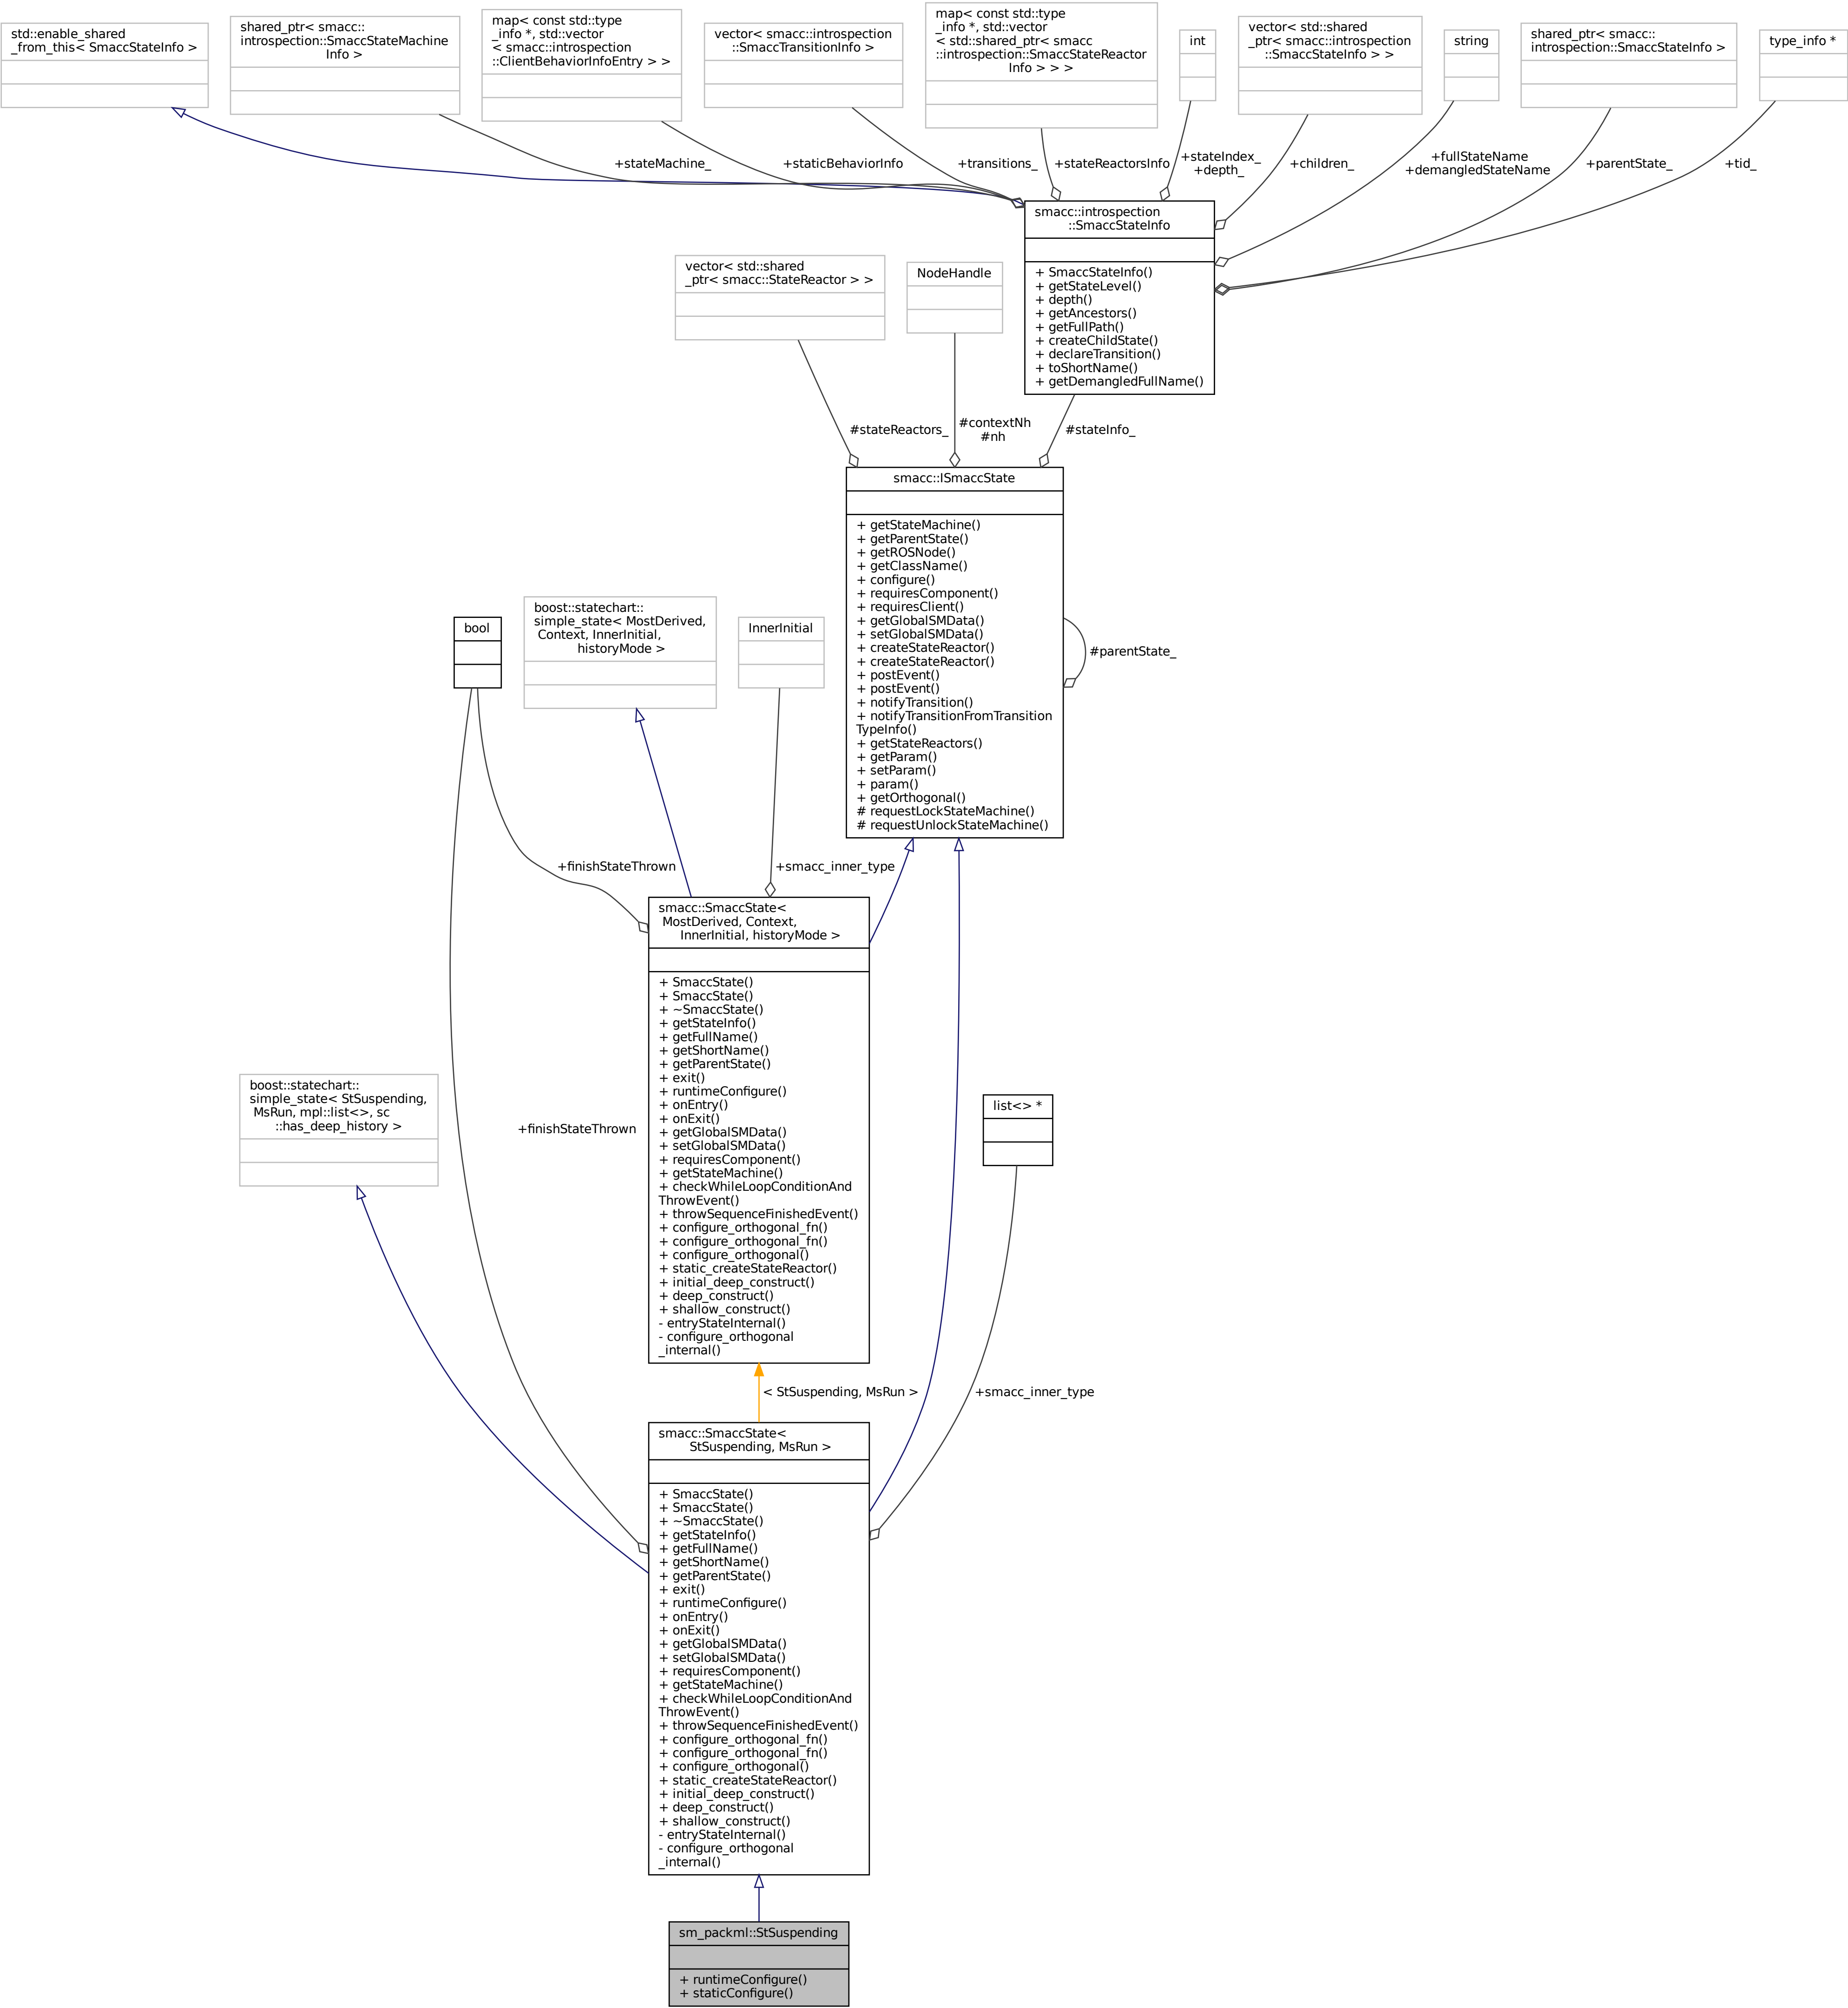 std::enable_shared
_from_this< SmaccStateInfo >
shared_ptr< smacc::
introspection::SmaccStateMachine
Info >
map< const std::type
_info *, std::vector
< smacc::introspection
::ClientBehaviorInfoEntry > >
vector< smacc::introspection
::SmaccTransitionInfo >
map< const std::type
_info *, std::vector
< std::shared_ptr< smacc
::introspection::SmaccStateReactor
Info > > >
int
vector< std::shared
_ptr< smacc::introspection
::SmaccStateInfo > >
string
shared_ptr< smacc::
introspection::SmaccStateInfo >
type_info *
+stateMachine_
+staticBehaviorInfo
+transitions_
+stateReactorsInfo
+stateIndex_
+depth_
+children_
+fullStateName
+demangledStateName
+parentState_
+tid_
smacc::introspection
::SmaccStateInfo
+ SmaccStateInfo()
+ getStateLevel()
+ depth()
+ getAncestors()
+ getFullPath()
+ createChildState()
+ declareTransition()
+ toShortName()
+ getDemangledFullName()
vector< std::shared
_ptr< smacc::StateReactor > >
NodeHandle
#stateReactors_
#contextNh
#nh
#stateInfo_
smacc::ISmaccState
+ getStateMachine()
+ getParentState()
+ getROSNode()
+ getClassName()
+ configure()
+ requiresComponent()
+ requiresClient()
+ getGlobalSMData()
+ setGlobalSMData()
+ createStateReactor()
+ createStateReactor()
+ postEvent()
+ postEvent()
+ notifyTransition()
+ notifyTransitionFromTransition
TypeInfo()
+ getStateReactors()
+ getParam()
+ setParam()
+ param()
+ getOrthogonal()
# requestLockStateMachine()
# requestUnlockStateMachine()
#parentState_
bool
boost::statechart::
simple_state< MostDerived,
Context, InnerInitial,
historyMode >
InnerInitial
+finishStateThrown
+smacc_inner_type
smacc::SmaccState<
MostDerived, Context,
InnerInitial, historyMode >
+ SmaccState()
+ SmaccState()
+ ~SmaccState()
+ getStateInfo()
+ getFullName()
+ getShortName()
+ getParentState()
+ exit()
+ runtimeConfigure()
+ onEntry()
+ onExit()
+ getGlobalSMData()
+ setGlobalSMData()
+ requiresComponent()
+ getStateMachine()
+ checkWhileLoopConditionAnd
ThrowEvent()
+ throwSequenceFinishedEvent()
+ configure_orthogonal_fn()
+ configure_orthogonal_fn()
+ configure_orthogonal()
+ static_createStateReactor()
+ initial_deep_construct()
+ deep_construct()
+ shallow_construct()
- entryStateInternal()
- configure_orthogonal
_internal()
boost::statechart::
simple_state< StSuspending,
MsRun, mpl::list<>, sc
::has_deep_history >
+finishStateThrown
list<> *
< StSuspending, MsRun >
+smacc_inner_type
smacc::SmaccState<
StSuspending, MsRun >
+ SmaccState()
+ SmaccState()
+ ~SmaccState()
+ getStateInfo()
+ getFullName()
+ getShortName()
+ getParentState()
+ exit()
+ runtimeConfigure()
+ onEntry()
+ onExit()
+ getGlobalSMData()
+ setGlobalSMData()
+ requiresComponent()
+ getStateMachine()
+ checkWhileLoopConditionAnd
ThrowEvent()
+ throwSequenceFinishedEvent()
+ configure_orthogonal_fn()
+ configure_orthogonal_fn()
+ configure_orthogonal()
+ static_createStateReactor()
+ initial_deep_construct()
+ deep_construct()
+ shallow_construct()
- entryStateInternal()
- configure_orthogonal
_internal()
sm_packml::StSuspending
+ runtimeConfigure()
+ staticConfigure()